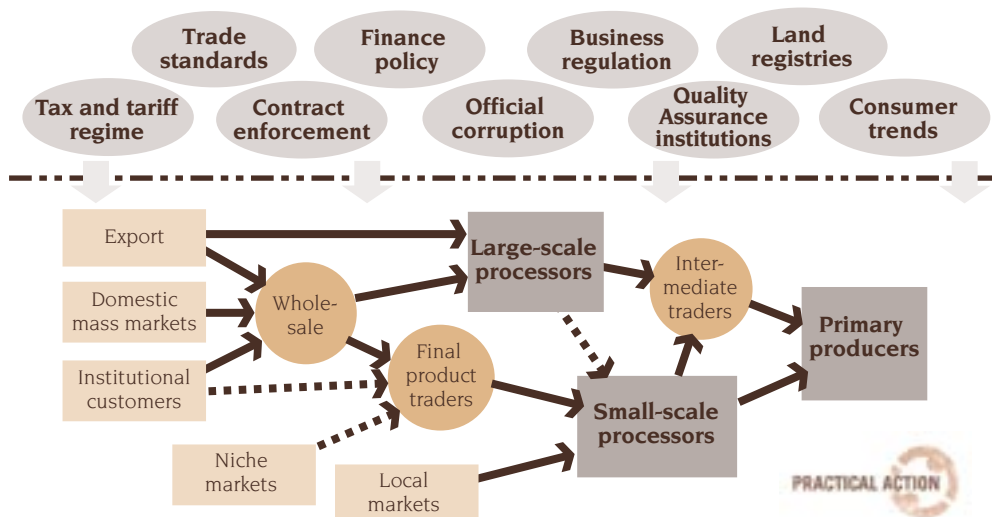 Trade
standards
Finance
policy
Business
regulation
Land
registries
Tax and tariff
regime
Contract
enforcement
Official
corruption
Quality
Assurance
institutions
Consumer
trends
Export
Domestic
mass markets
Institutional
customers
Niche
markets
Local
markets
Whole-
sale
Final
product
traders
Large-scale
processors
Small-scale
processors
Inter-
mediate
traders
Primary
producers
PRACTICAL ACTION